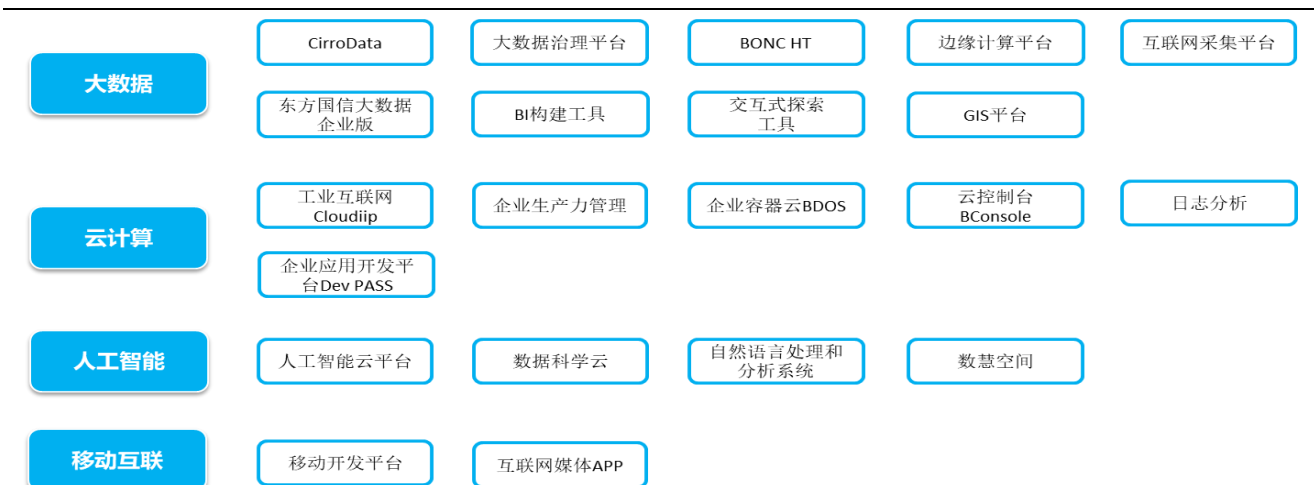 大数据
CirroData
大数据治理平台
BONC HT
边缘计算平台
互联网采集平台
东方国信大数据
企业版
BI构建工具
交互式探索
工具
GIS平台
云计算
工业互联网
Cloudiip
企业生产力管理
企业容器云BDOS
云控制台
BConsole
日志分析
企业应用开发平
台Dev PASS
人工智能
人工智能云平台
数据科学云
自然语言处理和
分析系统
数慧空间
移动互联
移动开发平台
互联网媒体APP